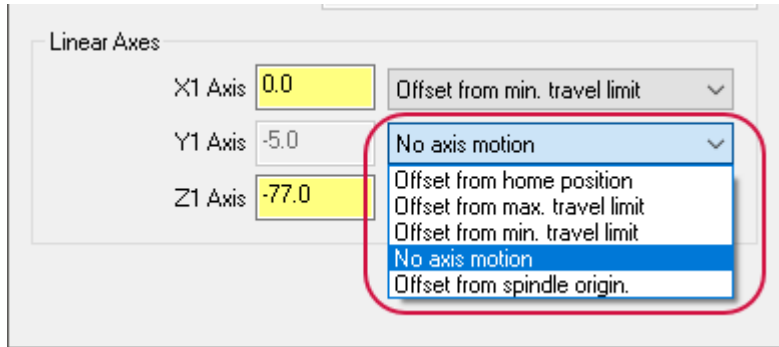 Linear Axes
X1 Axis 0.0 Offset from min. travel limit
Y1 Axis -5.0 No axis motion
Z1 Axis -77.0
Offset from home position
Offset from max. travel limit
Offset from min. travel limit
No axis motion
Offset from spindle origin.